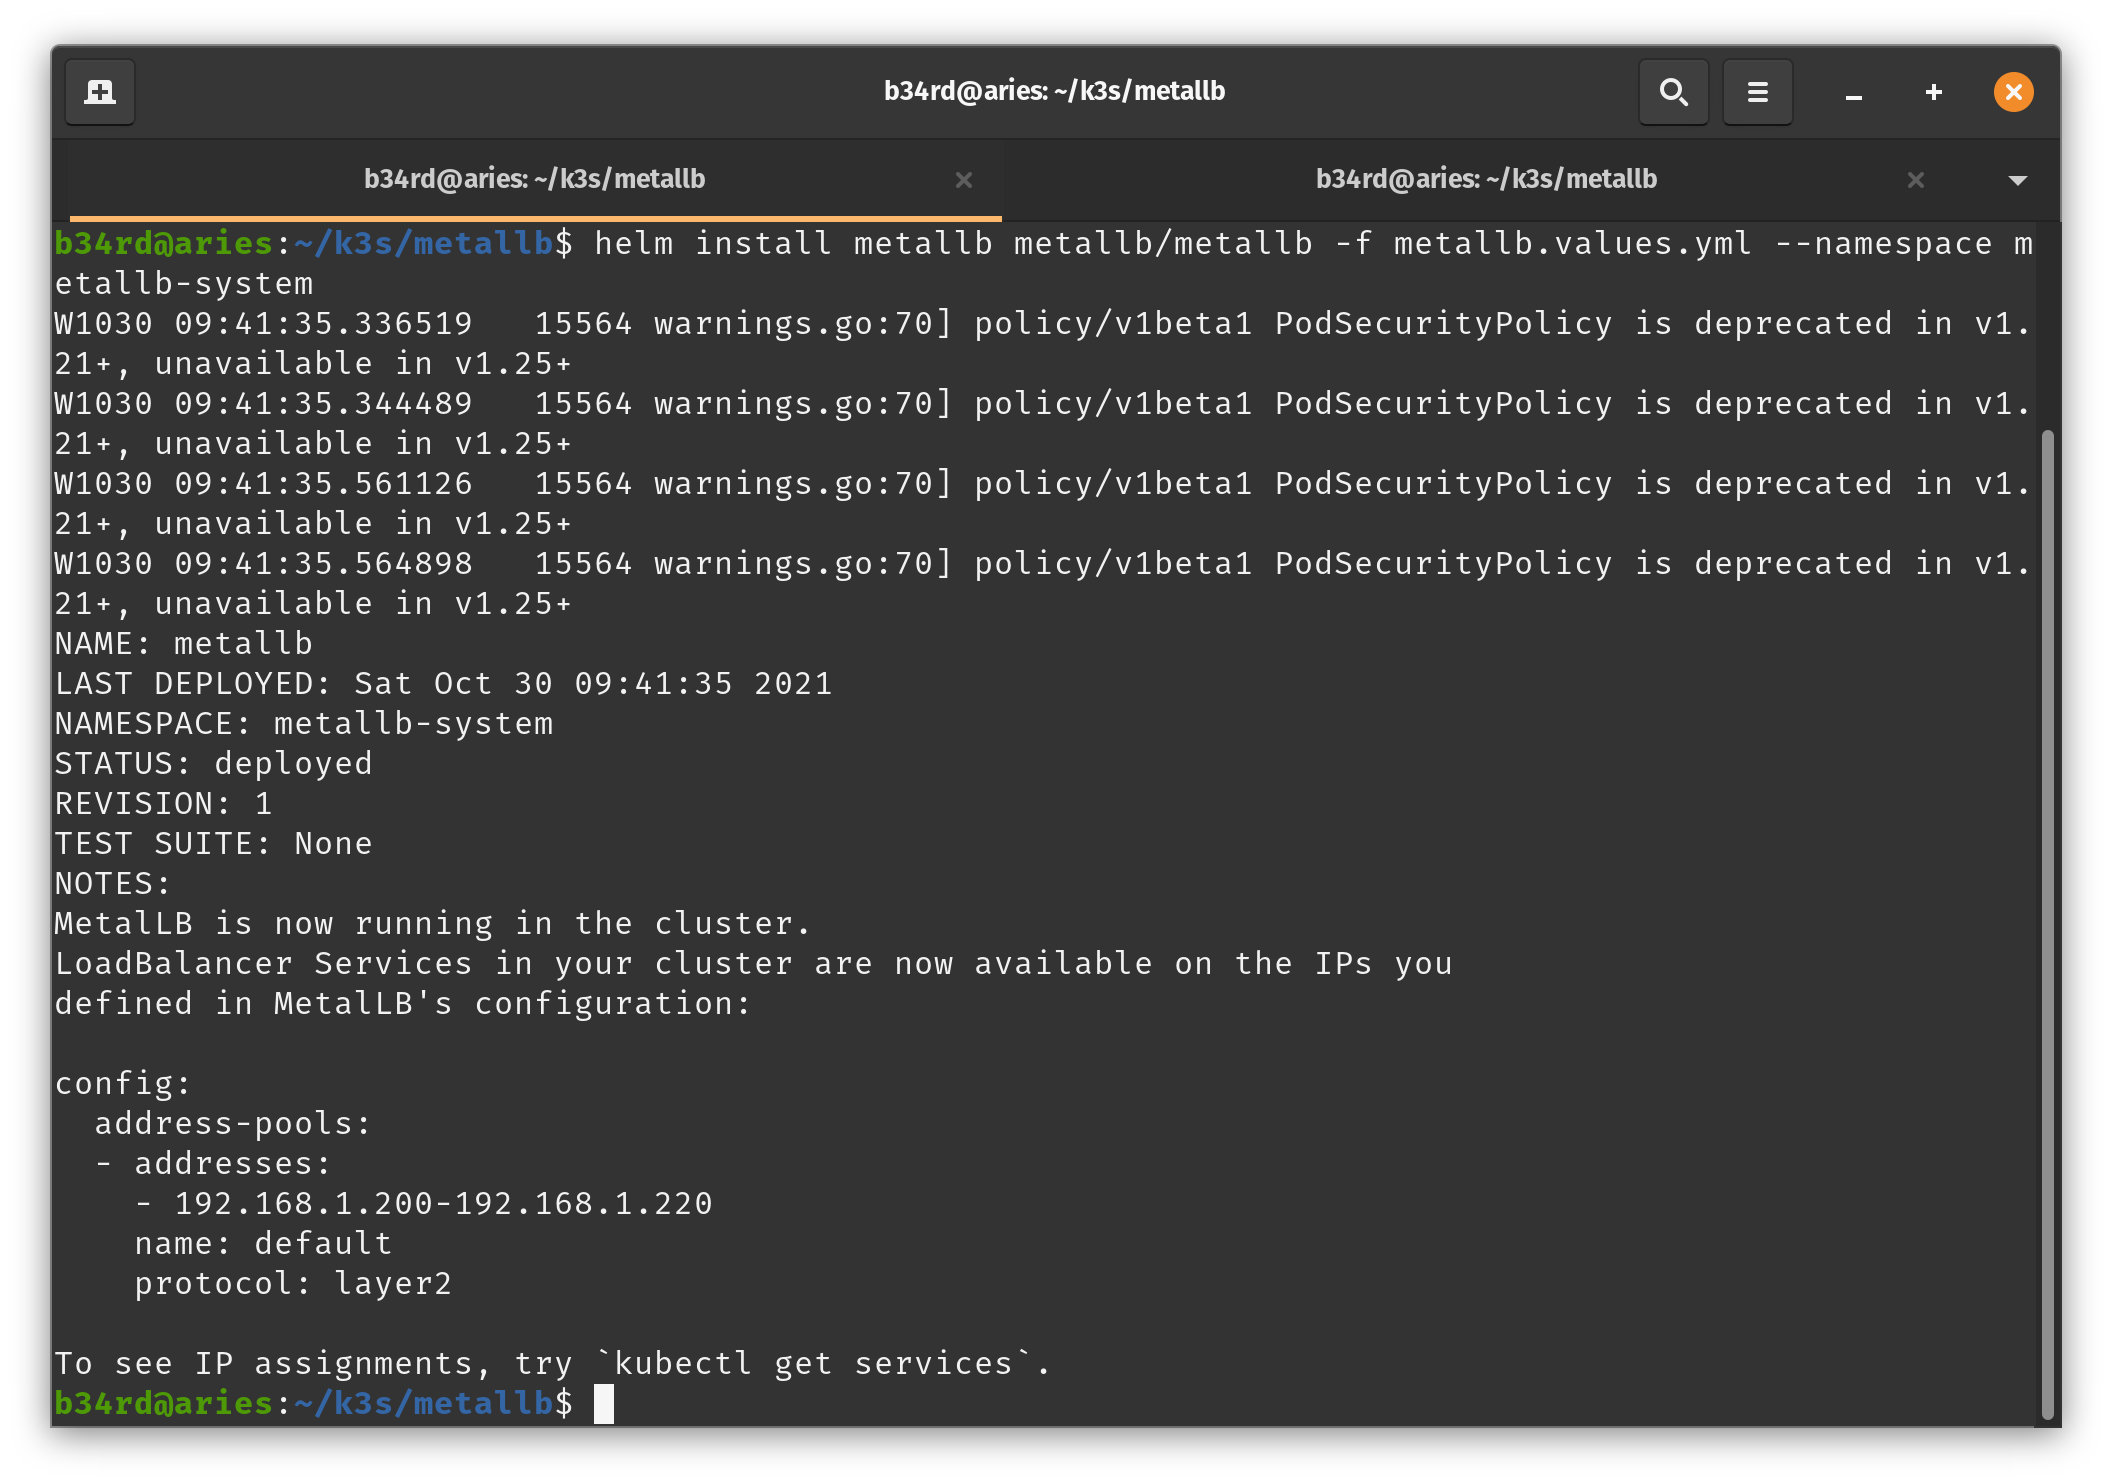 b34rd@aries: ~/k3s/metallb
b34rd@aries: ~/k3s/metallb
b34rd@aries: ~/k3s/metallb
b34rd@aries:~/k3s/metallb$ helm install metallb metallb/metallb -f metallb.values.yml --namespace m
etallb-system
W1030 09:41:35.336519   15564 warnings.go:70] policy/v1beta1 PodSecurityPolicy is deprecated in v1.
21+, unavailable in v1.25+
W1030 09:41:35.344489   15564 warnings.go:70] policy/v1beta1 PodSecurityPolicy is deprecated in v1.
21+, unavailable in v1.25+
W1030 09:41:35.561126   15564 warnings.go:70] policy/v1beta1 PodSecurityPolicy is deprecated in v1.
21+, unavailable in v1.25+
W1030 09:41:35.564898   15564 warnings.go:70] policy/v1beta1 PodSecurityPolicy is deprecated in v1.
21+, unavailable in v1.25+
NAME: metallb
LAST DEPLOYED: Sat Oct 30 09:41:35 2021
NAMESPACE: metallb-system
STATUS: deployed
REVISION: 1
TEST SUITE: None
NOTES:
MetalLB is now running in the cluster.
LoadBalancer Services in your cluster are now available on the IPs you
defined in MetalLB's configuration:

config:
  address-pools:
  - addresses:
    - 192.168.1.200-192.168.1.220
    name: default
    protocol: layer2

To see IP assignments, try `kubectl get services`.
b34rd@aries:~/k3s/metallb$